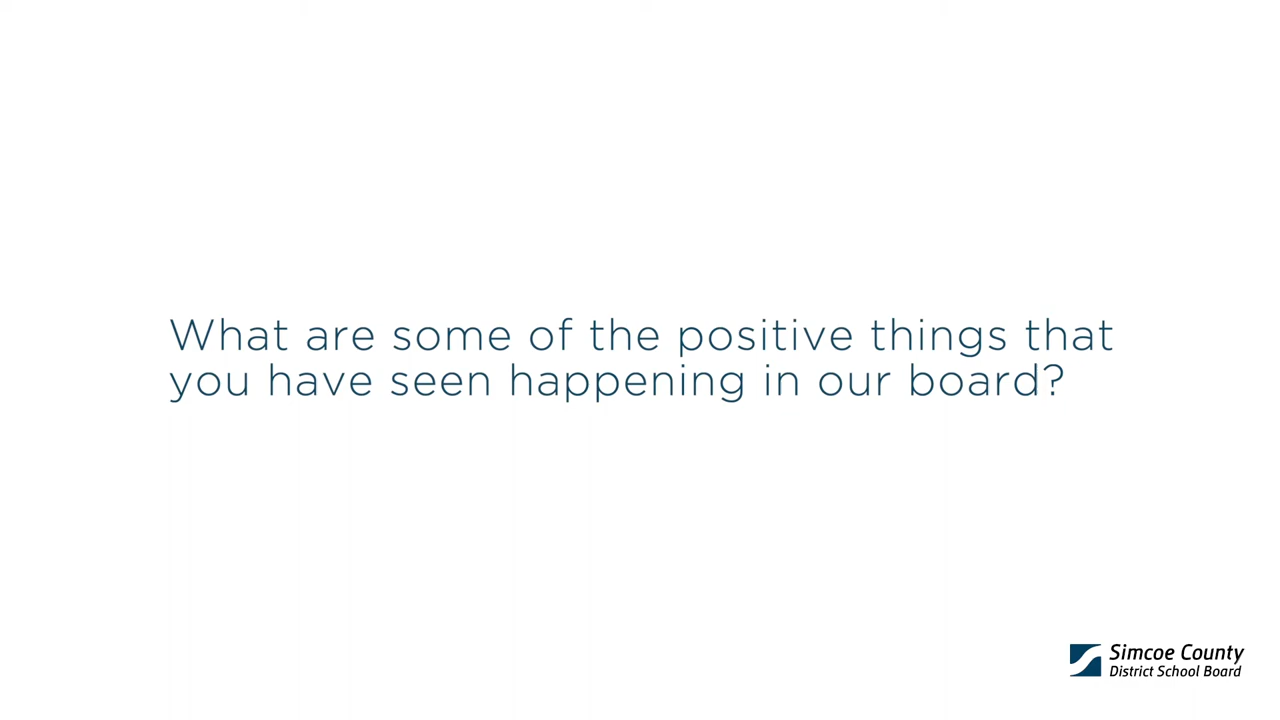 What are some of the positive things that
you have seen happening in our board?
Simcoe County
District School Board